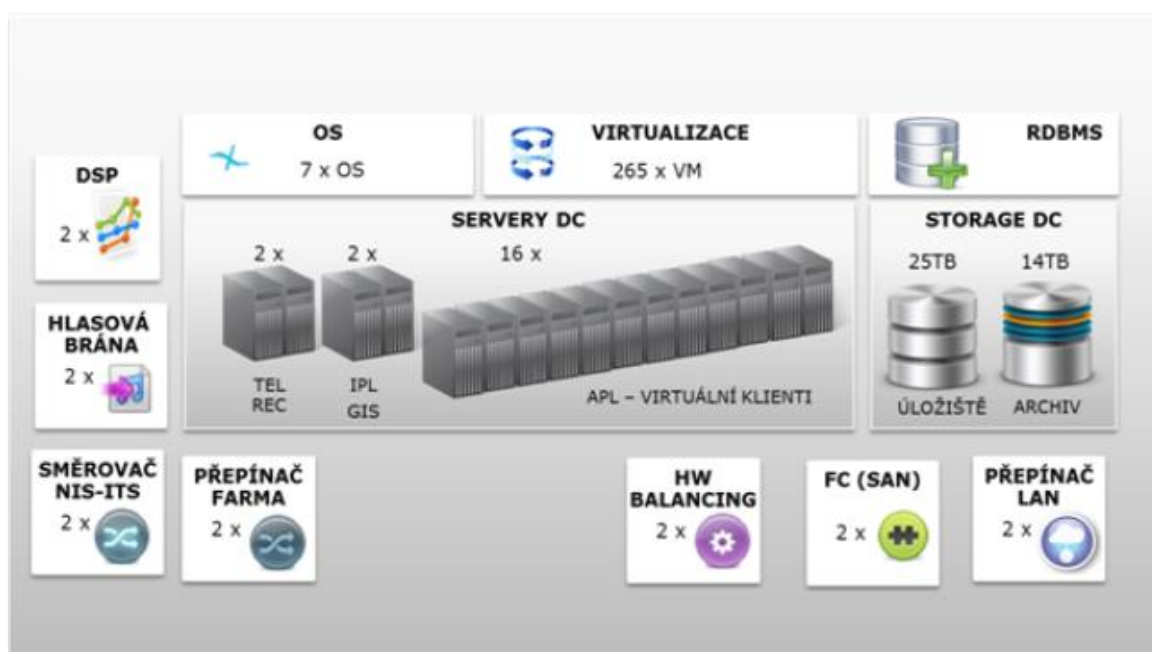 OS
7 x OS
VIRTUALIZACE
265 x VM
RDBMS
DSP
2 x
SERVERY DC
2 x
2 x
16 x
TEL
REC
IPL
GIS
APL – VIRTUÁLNÍ KLIENTI
STORAGE DC
25TB
14TB
ÚLOŽIŠTĚ
ARCHIV
HLASOVÁ
BRÁNA
2 x
SMĚROVAČ
NIS-ITS
2 x
PŘEPÍNAČ
FARMA
2 x
HW
BALANCING
2 x
FC (SAN)
2 x
PŘEPÍNAČ
LAN
2 x